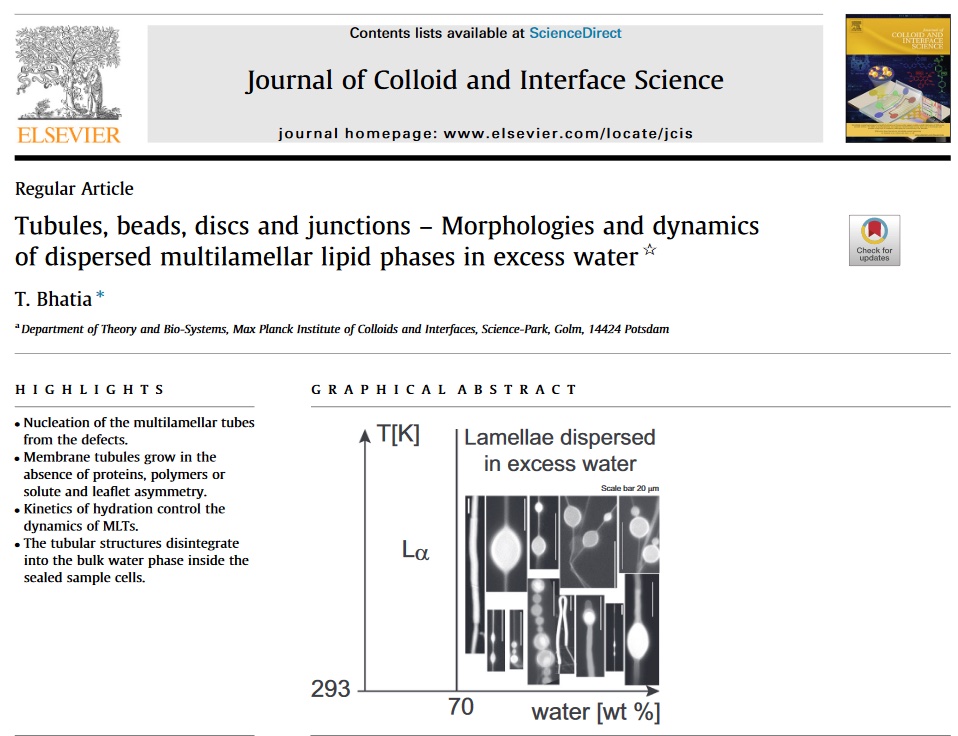 Contents lists available at ScienceDirect
Journal of Colloid and Interface Science
journal homepage: www.elsevier.com/locate/jcis
ELSEVIER
JOURNAL OF
COLLOID AND
INTERFACE
SCIENCE
Regular Article
Tubules, beads, discs and junctions – Morphologies and dynamics
of dispersed multilamellar lipid phases in excess water ☆
Check for
updates
T. Bhatia *
a Department of Theory and Bio-Systems, Max Planck Institute of Colloids and Interfaces, Science-Park, Golm, 14424 Potsdam
HIGHLIGHTS
• Nucleation of the multilamellar tubes
from the defects.
• Membrane tubules grow in the
absence of proteins, polymers or
solute and leaflet asymmetry.
• Kinetics of hydration control the
dynamics of MLTs.
• The tubular structures disintegrate
into the bulk water phase inside the
sealed sample cells.
GRAPHICAL ABSTRACT
T[K]
Lamellae dispersed
in excess water
Scale bar 20 μm
Lα
293
70
water [wt %]